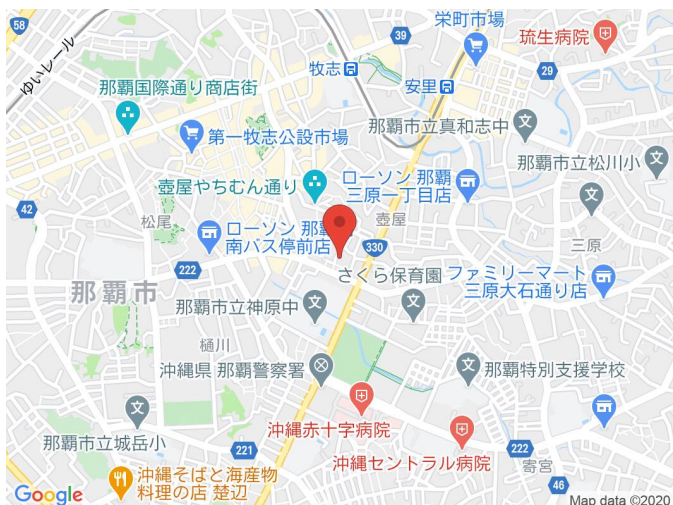 58
ゆいレール
栄町市場
39
琉生病院
牧志
29
那覇国際通り商店街
安里
那覇市立真和志中
第一牧志公設市場
那覇市立松川小
壺屋やちむん通り
ローソン 那覇
三原一丁目店
42
松尾
ローソン 那覇
南バス停前店
壺屋
330
三原
222
さくら保育園
ファミリーマート
三原大石通り店
那覇市
那覇市立神原中
樋川
沖縄県 那覇警察署
那覇特別支援学校
沖縄赤十字病院
那覇市立城岳小
221
沖縄セントラル病院
222
寄宮
沖縄そばと海産物
料理の店 楚辺
46
Google
Map data ©2020